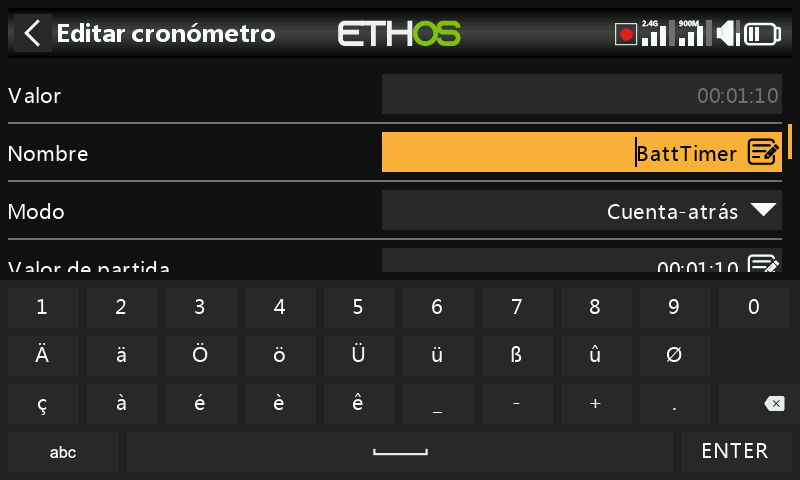 Editar cronómetro ETHOS 2.4G 900M
Valor 00:01:10
Nombre BattTimer
Modo Cuenta-atrás
Valor de partida 00:01:10
1 2 3 4 5 6 7 8 9 0
Ä ä Ö ö Ü ü ß û Ø
ç à é è ê _ - + .
abc ENTER